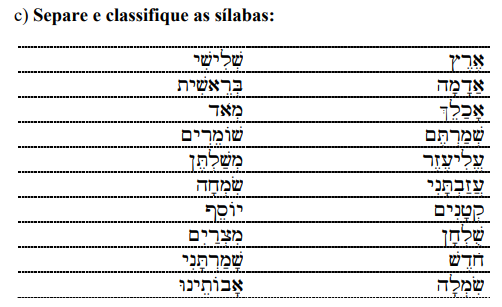 c) Separe e classifique as sílabas:
אֶרֶץ שְׁלִישִׁי
אֲדָמָה בְּרֵאשִׁית
אֲכַלֵךְ מְאֹד
שְׁמַרְתֶּם שׁוֹמְרִים
עֱלִיעֶזֶר מְשַׁלְתֶּן
עֲזַבְתָּנִי שִׂמְחָה
קְטָנִים יוֹסֵף
שֻׁלְחָן מִצְרַיִם
חֹדֶשׁ שְׁמַרְתָּנִי
שִׂמְלָה אֲבוֹתֵינוּ